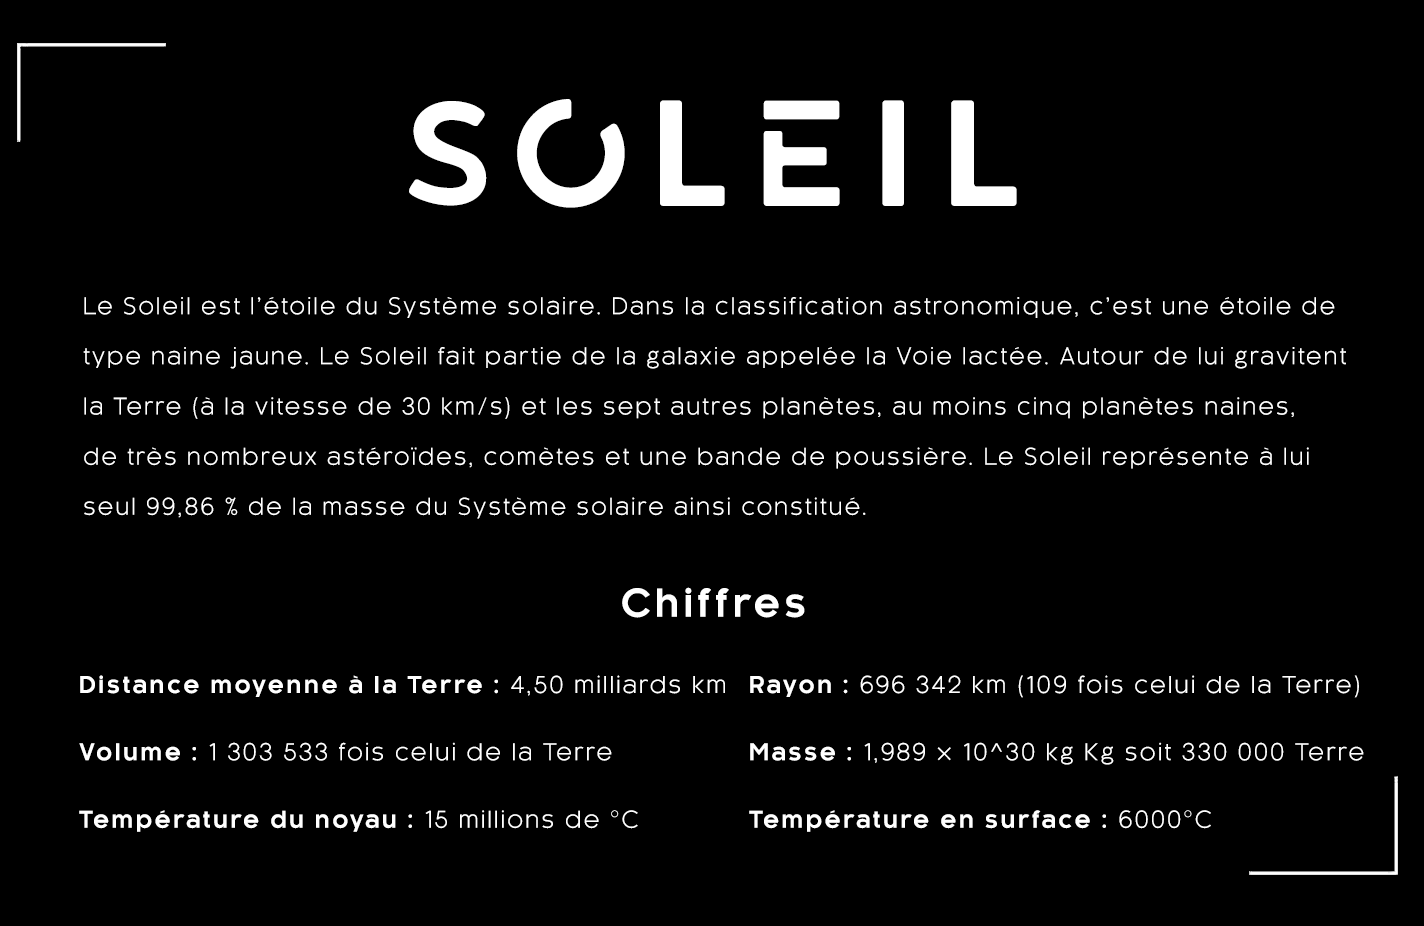 SOLEIL
Le Soleil est l’étoile du Système solaire. Dans la classification astronomique, c’est une étoile de
type naine jaune. Le Soleil fait partie de la galaxie appelée la Voie lactée. Autour de lui gravitent
la Terre (à la vitesse de 30 km/s) et les sept autres planètes, au moins cinq planètes naines,
de très nombreux astéroïdes, comètes et une bande de poussière. Le Soleil représente à lui
seul 99,86 % de la masse du Système solaire ainsi constitué.
Chiffres
Distance moyenne à la Terre : 4,50 milliards km
Rayon : 696 342 km (109 fois celui de la Terre)
Volume : 1 303 533 fois celui de la Terre
Masse : 1,989 × 10^30 kg Kg soit 330 000 Terre
Température du noyau : 15 millions de °C
Température en surface : 6000°C